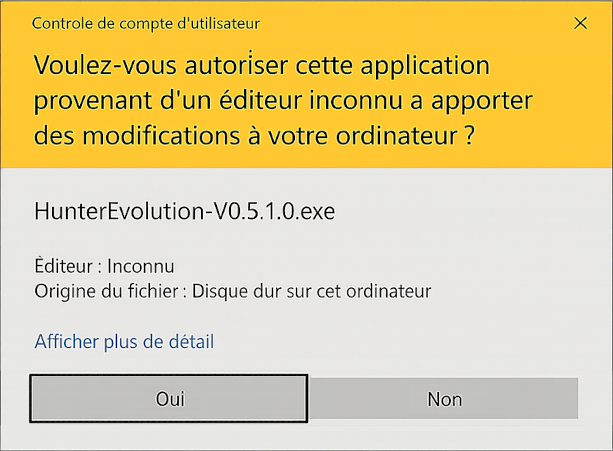 Controle de compte d'utilisateur
Voulez-vous autoriser cette application
provenant d'un éditeur inconnu a apporter
des modifications à votre ordinateur ?
HunterEvolution-V0.5.1.0.exe
Èditeur : Inconnu
Origine du fichier : Disque dur sur cet ordinateur
Afficher plus de détail
Oui
Non